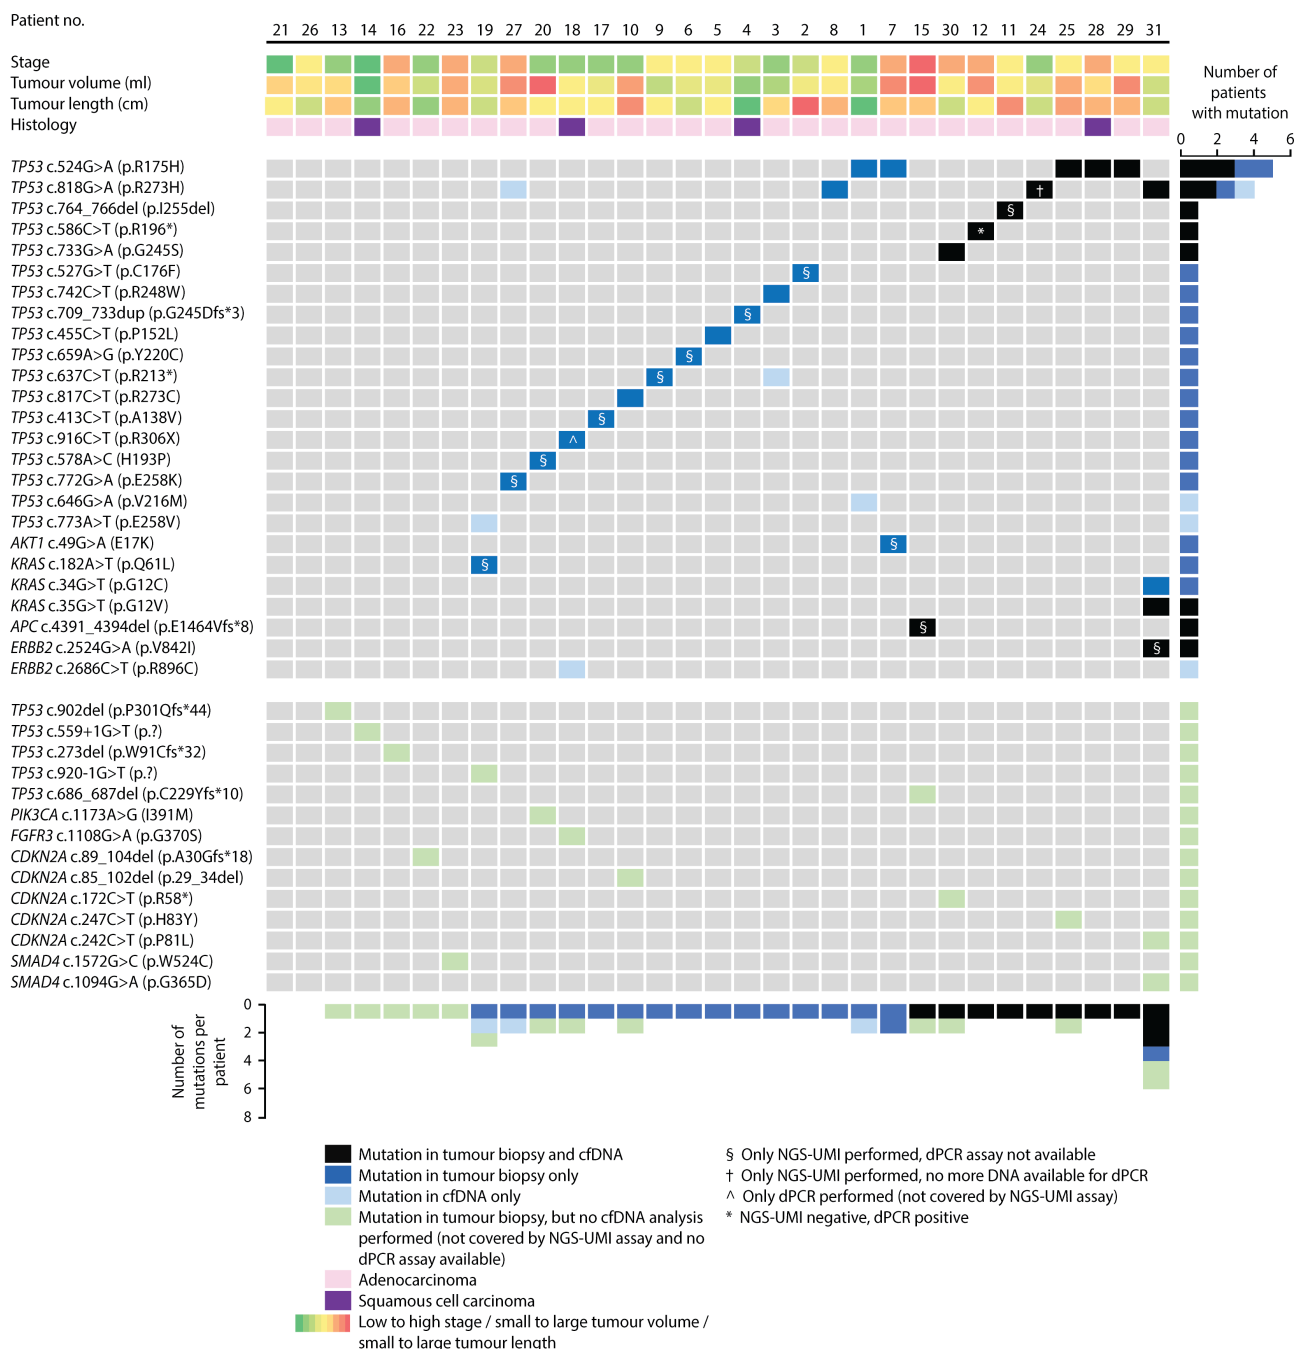 Patient no.
21 26 13 14 16 22 23 19 27 20 18 17 10 9 6 5 4 3 2 8 1 7 15 30 12 11 24 25 28 29 31
Stage
Tumour volume (ml)
Tumour length (cm)
Histology
Number of
patients
with mutation
0 2 4 6
TP53 c.524G>A (p.R175H)
TP53 c.818G>A (p.R273H) †
TP53 c.764_766del (p.I255del) §
TP53 c.586C>T (p.R196*) *
TP53 c.733G>A (p.G245S)
TP53 c.527G>T (p.C176F) §
TP53 c.742C>T (p.R248W)
TP53 c.709_733dup (p.G245Dfs*3) §
TP53 c.455C>T (p.P152L)
TP53 c.659A>G (p.Y220C) §
TP53 c.637C>T (p.R213*) §
TP53 c.817C>T (p.R273C)
TP53 c.413C>T (p.A138V) §
TP53 c.916C>T (p.R306X) ^
TP53 c.578A>C (H193P) §
TP53 c.772G>A (p.E258K) §
TP53 c.646G>A (p.V216M)
TP53 c.773A>T (p.E258V)
AKT1 c.49G>A (E17K) §
KRAS c.182A>T (p.Q61L) §
KRAS c.34G>T (p.G12C)
KRAS c.35G>T (p.G12V)
APC c.4391_4394del (p.E1464Vfs*8) §
ERBB2 c.2524G>A (p.V842I) §
ERBB2 c.2686C>T (p.R896C)
TP53 c.902del (p.P301Qfs*44)
TP53 c.559+1G>T (p.?)
TP53 c.273del (p.W91Cfs*32)
TP53 c.920-1G>T (p.?)
TP53 c.686_687del (p.C229Yfs*10)
PIK3CA c.1173A>G (I391M)
FGFR3 c.1108G>A (p.G370S)
CDKN2A c.89_104del (p.A30Gfs*18)
CDKN2A c.85_102del (p.29_34del)
CDKN2A c.172C>T (p.R58*)
CDKN2A c.247C>T (p.H83Y)
CDKN2A c.242C>T (p.P81L)
SMAD4 c.1572G>C (p.W524C)
SMAD4 c.1094G>A (p.G365D)
Number of
mutations per
patient
0
2
4
6
8
Mutation in tumour biopsy and cfDNA
Mutation in tumour biopsy only
Mutation in cfDNA only
Mutation in tumour biopsy, but no cfDNA analysis
performed (not covered by NGS-UMI assay and no
dPCR assay available)
Adenocarcinoma
Squamous cell carcinoma
Low to high stage / small to large tumour volume /
small to large tumour length
§ Only NGS-UMI performed, dPCR assay not available
† Only NGS-UMI performed, no more DNA available for dPCR
^ Only dPCR performed (not covered by NGS-UMI assay)
* NGS-UMI negative, dPCR positive